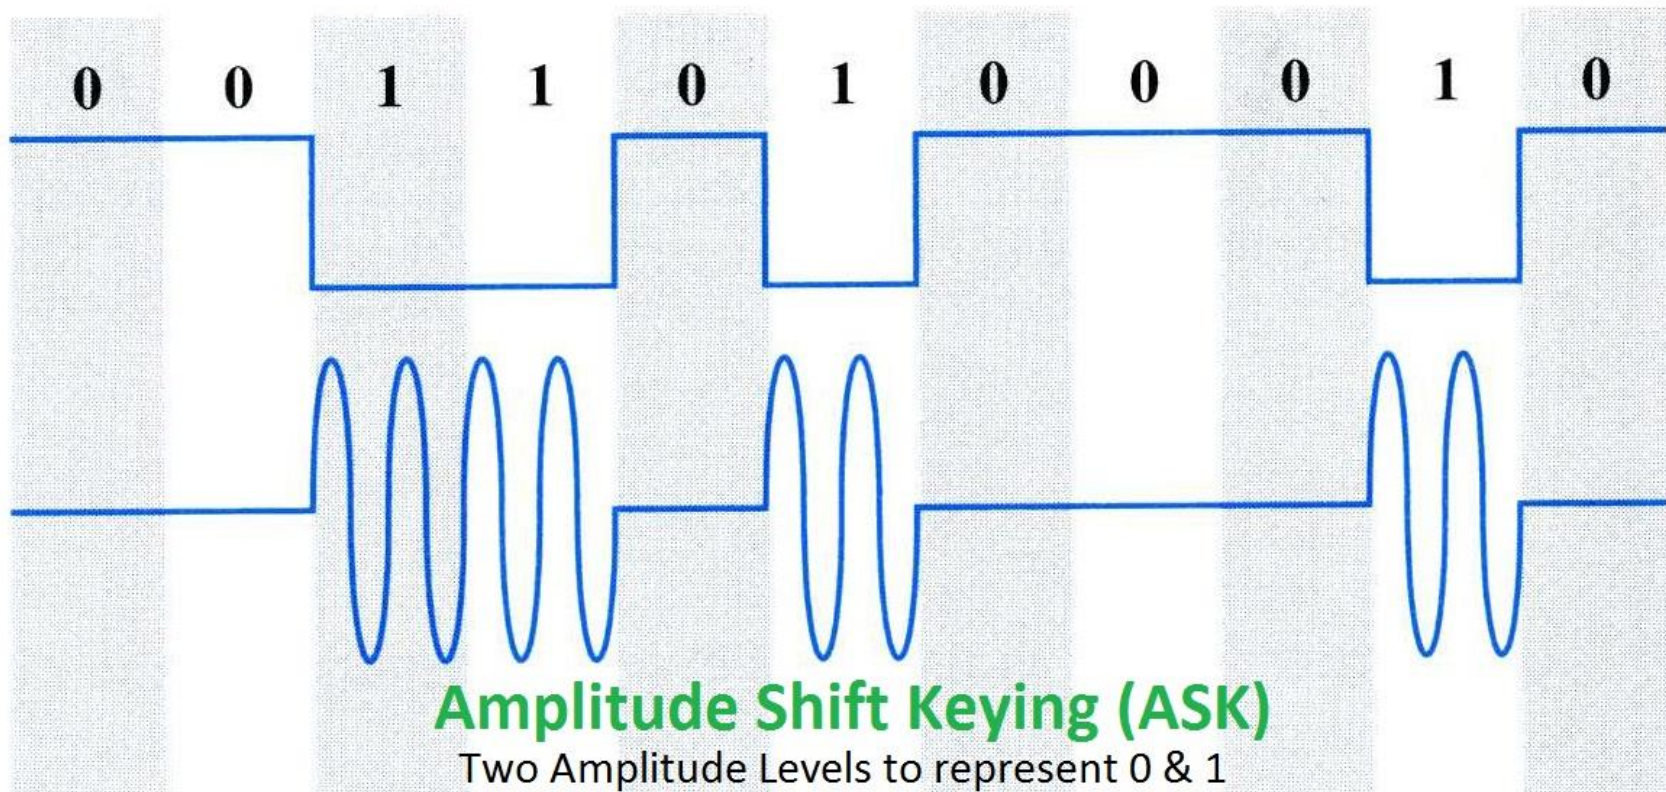 0 0 1 1 0 1 0 0 0 1 0
Amplitude Shift Keying (ASK)
Two Amplitude Levels to represent 0 & 1